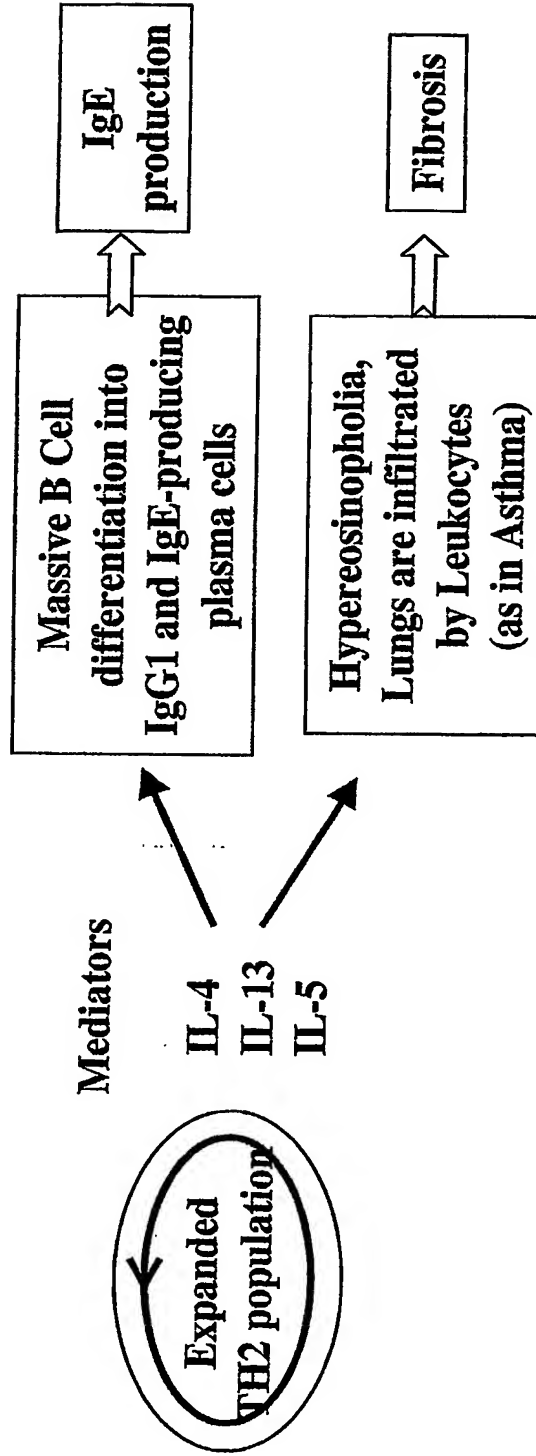 Expanded
TH2 population
Mediators
IL-4
IL-13
IL-5
Massive B Cell
differentiation into
IgG1 and IgE-producing
plasma cells
IgE
production
Hypereosinopholia,
Lungs are infiltrated
by Leukocytes
(as in Asthma)
Fibrosis